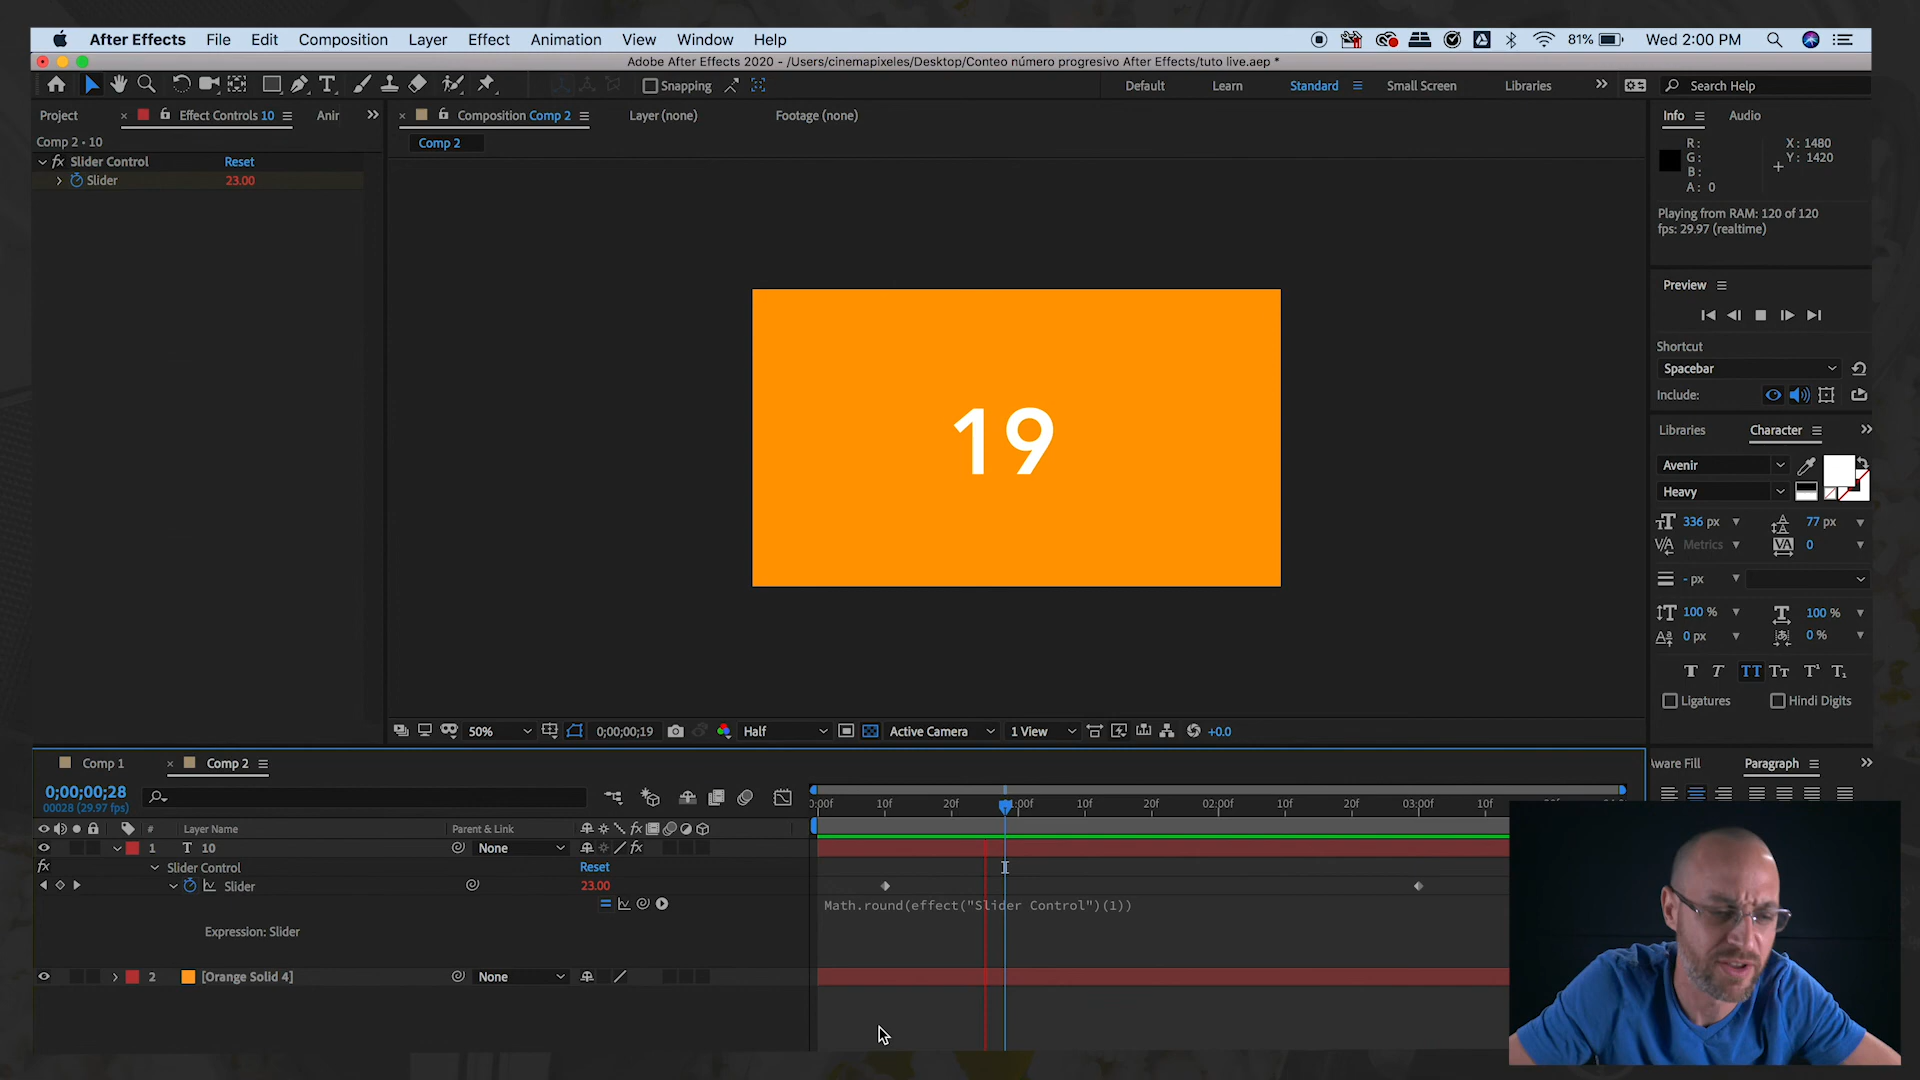 After Effects File Edit Composition Layer Effect Animation View Window Help 81% Wed 2:00 PM
Adobe After Effects 2020 - /Users/cinemapixeles/Desktop/Conteo número progresivo After Effects/tuto live.aep *
Snapping Default Learn Standard Small Screen Libraries Search Help
Project Effect Controls 10 Anir Composition Comp 2 Layer (none) Footage (none) Info Audio
Comp 2 • 10 Comp 2
fx Slider Control Reset
Slider 23.00
R: X: 1480
G: Y: 1420
B:
A: 0
Playing from RAM: 120 of 120
fps: 29.97 (realtime)
Preview
Shortcut
Spacebar
Include:
19
Libraries Character
Avenir
Heavy
336 px 77 px
Metrics 0
- px
100 % 100 %
0 px 0 %
Ligatures Hindi Digits
50% 0;00;00;19 Half Active Camera 1 View +0.0
Comp 1 Comp 2 Aware Fill Paragraph
0;00;00;28
00028 (29.97 fps)
0:00f 10f 20f 1:00f 10f 20f 02:00f 10f 20f 03:00f 10f
# Layer Name Parent & Link
1 T 10 None
fx Slider Control Reset
Slider 23.00
Math.round(effect("Slider Control")(1))
Expression: Slider
2 [Orange Solid 4] None